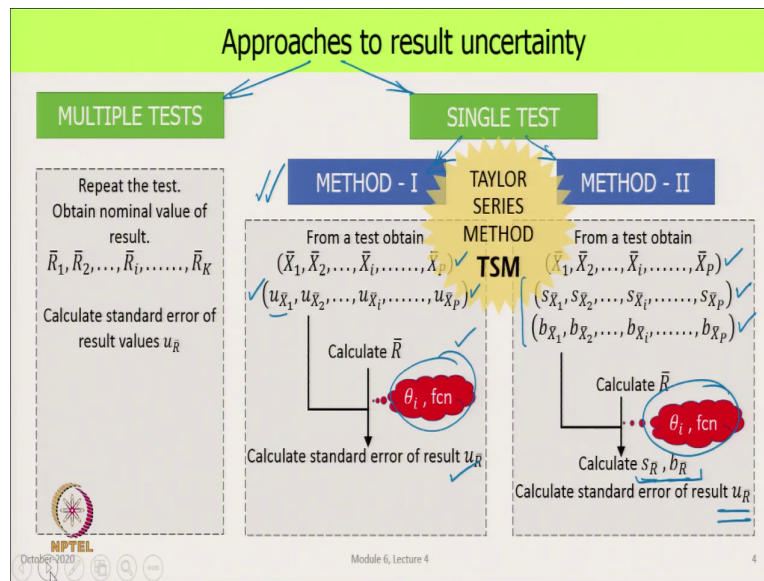 Approaches to result uncertainty
MULTIPLE TESTS
SINGLE TEST
Repeat the test.
Obtain nominal value of
result.
R̄₁, R̄₂, ..., R̄ᵢ, ......, R̄_K
Calculate standard error of
result values u_R̄
METHOD - I
From a test obtain
(X̄₁, X̄₂, ..., X̄ᵢ, ......, X̄_P)
(u_X̄₁, u_X̄₂, ..., u_X̄ᵢ, ......, u_X̄_P)
Calculate R̄
θᵢ, fcn
Calculate standard error of result u_R̄
TAYLOR
SERIES
METHOD
TSM
METHOD - II
From a test obtain
(X̄₁, X̄₂, ..., X̄ᵢ, ......, X̄_P)
(s_X̄₁, s_X̄₂, ..., s_X̄ᵢ, ......, s_X̄_P)
(b_X̄₁, b_X̄₂, ..., b_X̄ᵢ, ......, b_X̄_P)
Calculate R̄
θᵢ, fcn
Calculate s_R̄, b_R̄
Calculate standard error of result u_R̄
NPTEL
October-2020
Module 6, Lecture 4
4